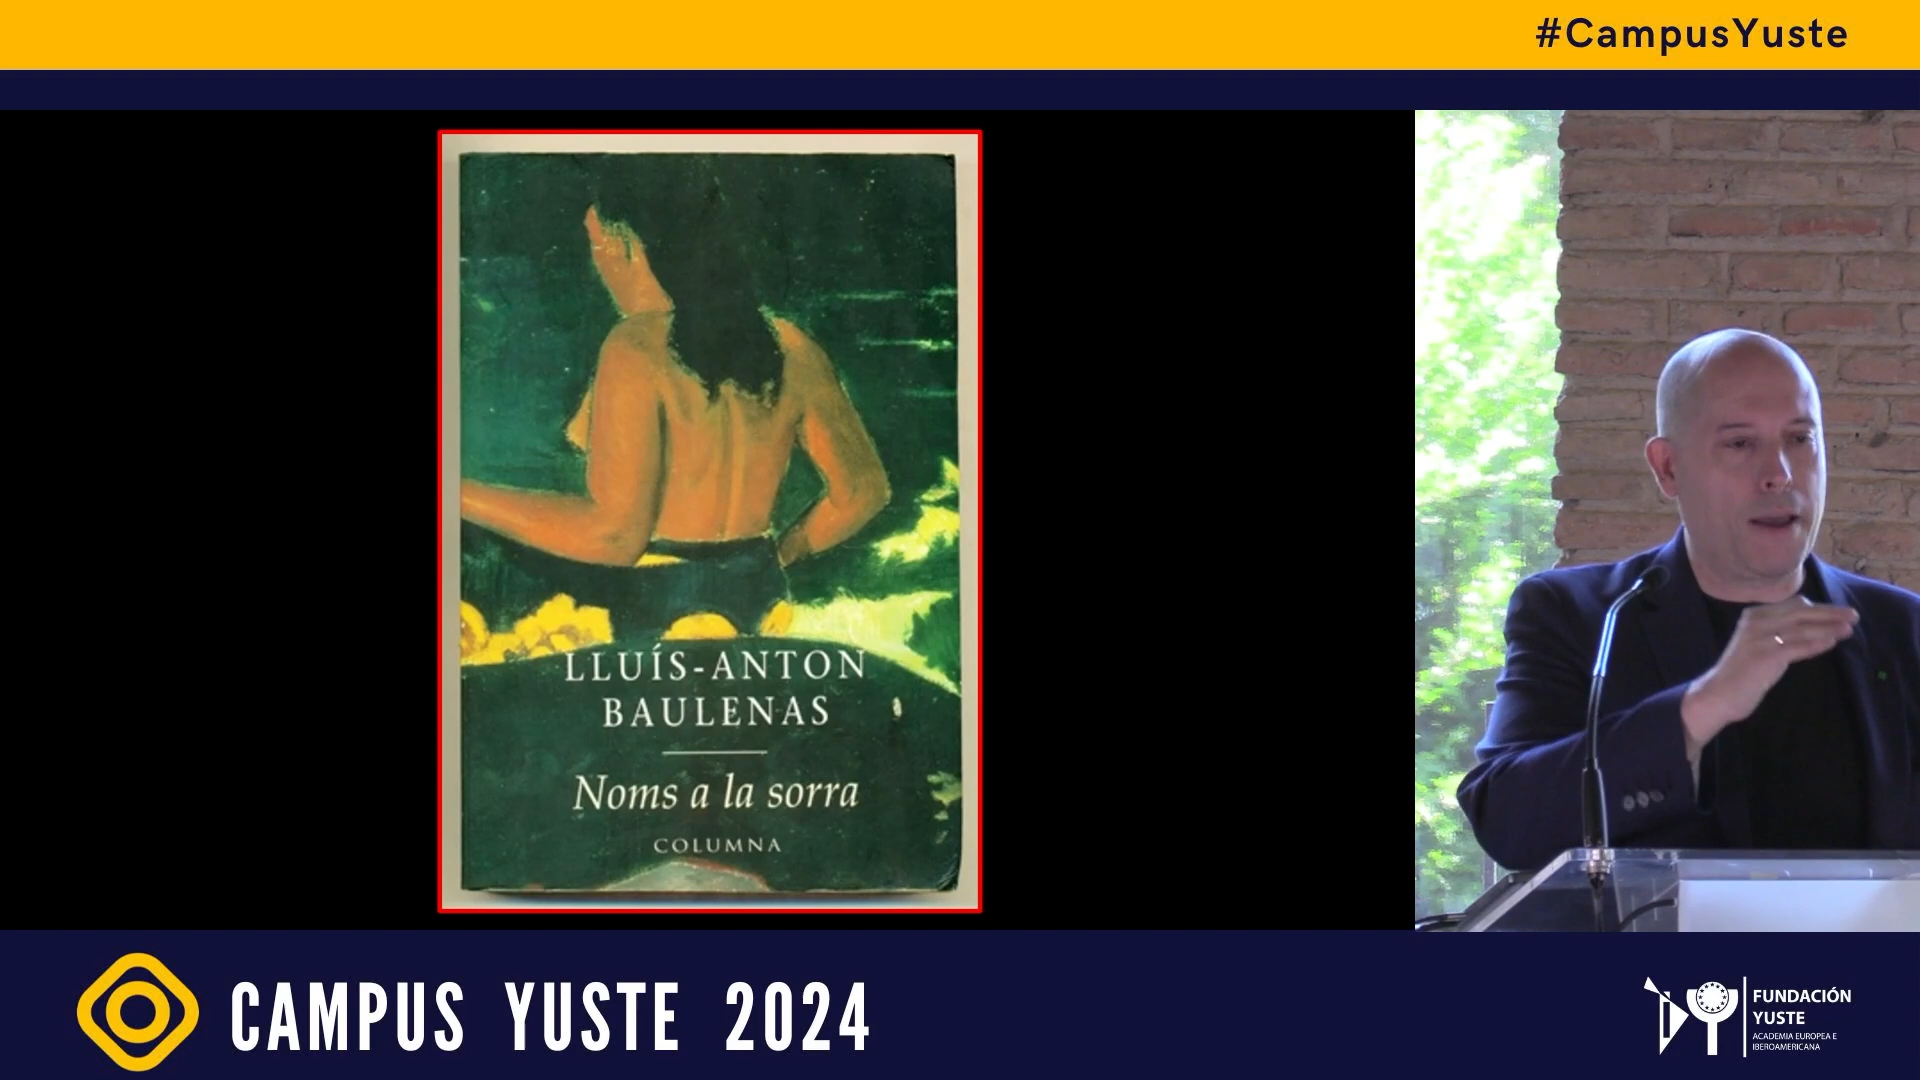 #CampusYuste
LLUÍS-ANTON
BAULENAS
Noms a la sorra
COLUMNA
CAMPUS YUSTE 2024
FUNDACIÓN
YUSTE
ACADEMIA EUROPEA E
IBEROAMERICANA